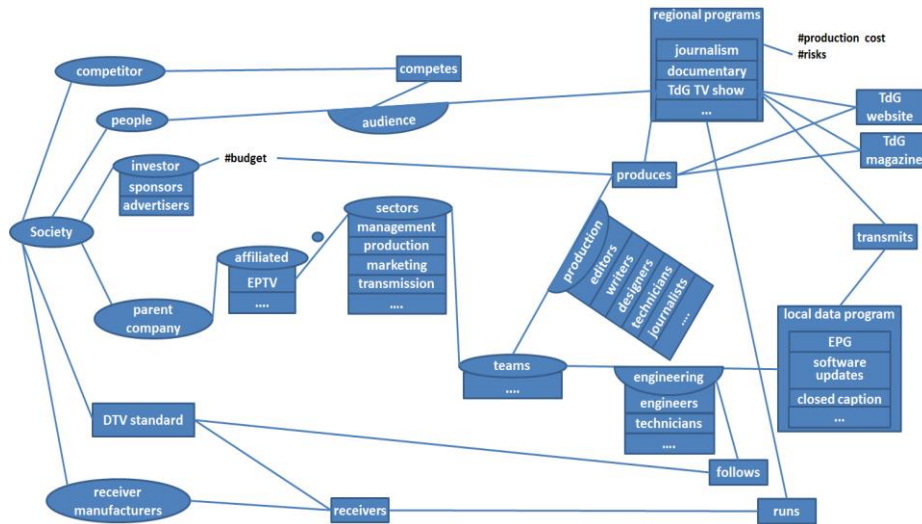 regional programs
journalism
documentary
TdG TV show
...
#production cost
#risks
competitor
competes
people
audience
TdG
website
TdG
magazine
investor
sponsors
advertisers
#budget
produces
Society
sectors
management
production
marketing
transmission
....
affiliated
EPTV
....
production
editors
writers
designers
technicians
journalists
....
transmits
parent
company
local data program
EPG
software
updates
closed caption
...
teams
....
engineering
engineers
technicians
....
DTV standard
follows
receiver
manufacturers
receivers
runs